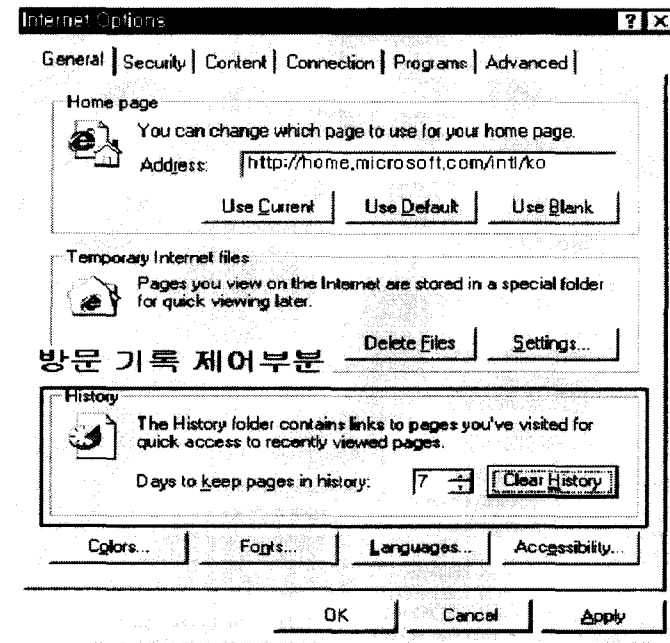 Internet Options
General Security Content Connection Programs Advanced
Home page
You can change which page to use for your home page.
Address: http://home.microsoft.com/intl/ko
Use Current Use Default Use Blank
Temporary Internet files
Pages you view on the Internet are stored in a special folder
for quick viewing later.
Delete Files Settings...
방문 기록 제어부분
History
The History folder contains links to pages you've visited for
quick access to recently viewed pages.
Days to keep pages in history: 7 Clear History
Colors... Fonts... Languages... Accessibility...
OK Cancel Apply